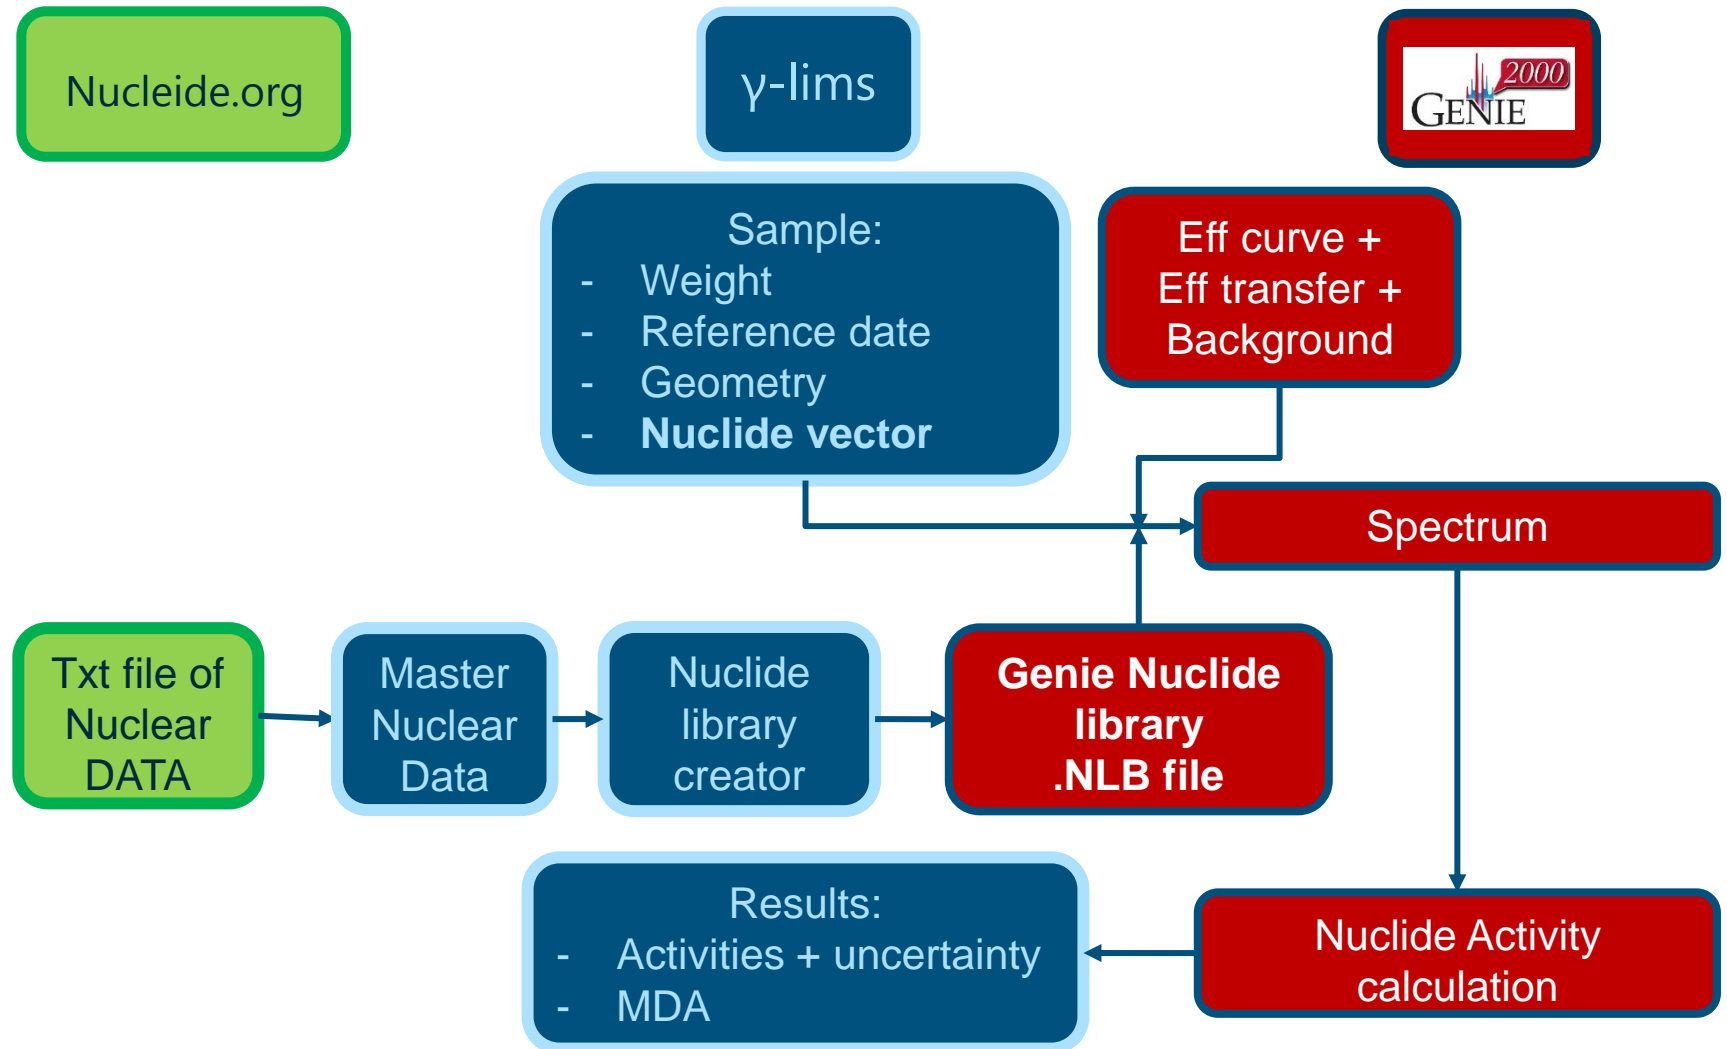 Nucleide.org
γ-lims
2000
GENIE
Sample:
- Weight
- Reference date
- Geometry
- Nuclide vector
Eff curve +
Eff transfer +
Background
Spectrum
Txt file of
Nuclear
DATA
Master
Nuclear
Data
Nuclide
library
creator
Genie Nuclide
library
.NLB file
Results:
- Activities + uncertainty
- MDA
Nuclide Activity
calculation